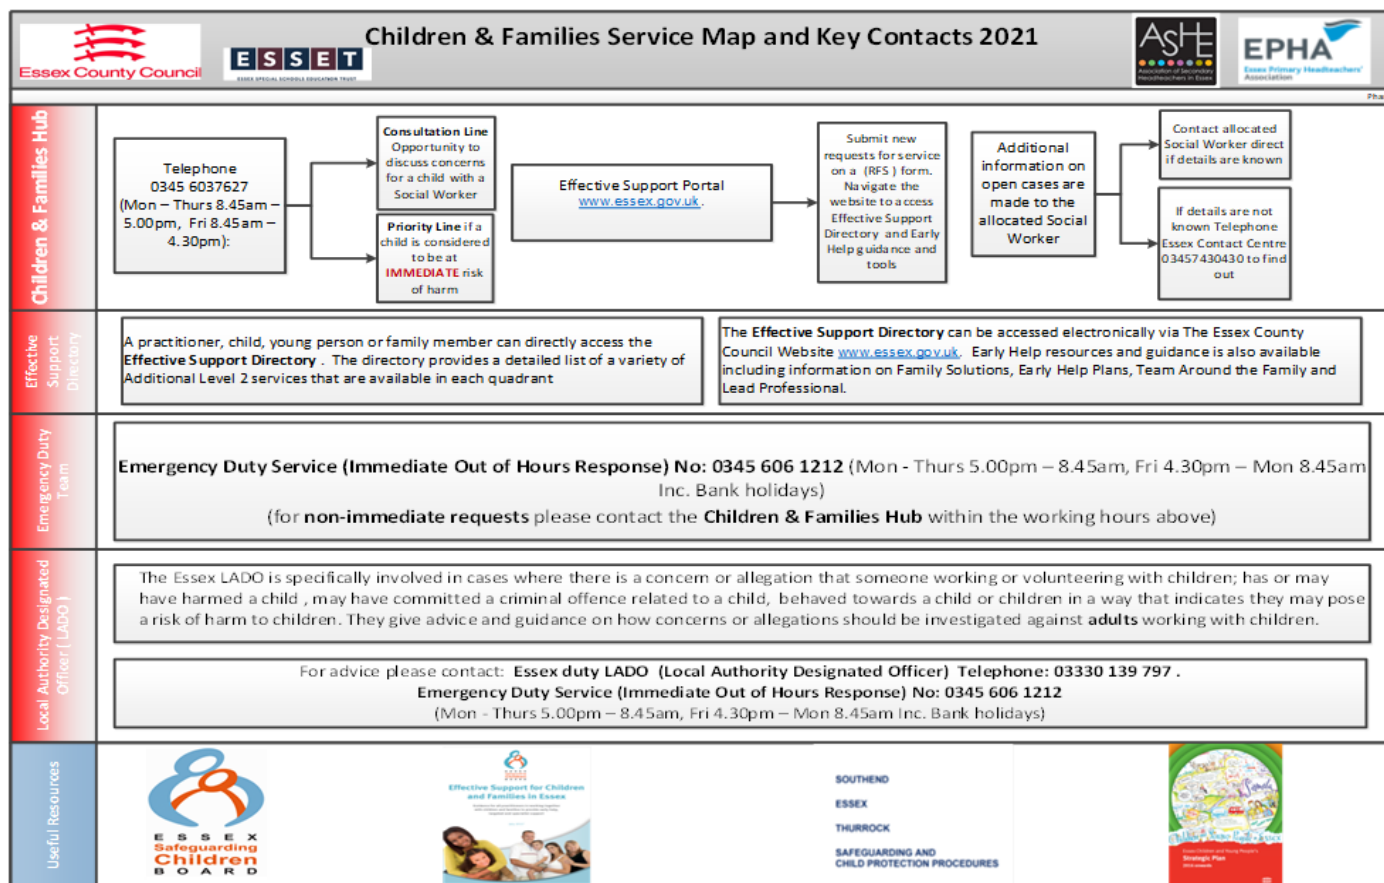 Children & Families Service Map and Key Contacts 2021
Essex County Council
ESSET
ESSEX SPECIAL SCHOOLS EDUCATION TRUST
ASHE
Association of Secondary
Headteachers in Essex
EPHA
Essex Primary Headteachers'
Association
Children & Families Hub
Telephone
0345 6037627
(Mon – Thurs 8.45am –
5.00pm,  Fri 8.45am –
4.30pm):
Consultation Line
Opportunity to
discuss concerns
for a child with a
Social Worker
Priority Line if a
child is considered
to be at
IMMEDIATE risk
of harm
Effective Support Portal
www.essex.gov.uk .
Submit new
requests for service
on a  (RFS ) form.
Navigate the
website to access
Effective Support
Directory  and Early
Help guidance and
tools
Additional
information on
open cases are
made to the
allocated Social
Worker
Contact allocated
Social Worker direct
if details are known
If details are not
known Telephone
Essex Contact Centre
03457430430 to find
out
Effective
Support
Directory
A practitioner, child, young person or family member can directly access the
Effective Support Directory .  The directory provides a detailed list of a variety of
Additional Level 2 services that are available in each quadrant
The Effective Support Directory can be accessed electronically via The Essex County
Council Website www.essex.gov.uk.  Early Help resources and guidance is also available
including information on Family Solutions, Early Help Plans, Team Around the Family and
Lead Professional.
Emergency Duty
Team
Emergency Duty Service (Immediate Out of Hours Response) No: 0345 606 1212 (Mon - Thurs 5.00pm – 8.45am, Fri 4.30pm – Mon 8.45am
Inc. Bank holidays)
(for non-immediate requests please contact the Children & Families Hub within the working hours above)
Local Authority Designated
Officer ( LADO )
The Essex LADO is specifically involved in cases where there is a concern or allegation that someone working or volunteering with children; has or may
have harmed a child , may have committed a criminal offence related to a child,  behaved towards a child or children in a way that indicates they may pose
a risk of harm to children. They give advice and guidance on how concerns or allegations should be investigated against adults working with children.
For advice please contact:  Essex duty LADO  (Local Authority Designated Officer)  Telephone: 03330 139 797 .
Emergency Duty Service (Immediate Out of Hours Response) No: 0345 606 1212
(Mon - Thurs 5.00pm – 8.45am, Fri 4.30pm – Mon 8.45am Inc. Bank holidays)
Useful Resources
ESSEX
Safeguarding
Children
BOARD
Effective Support for Children
and Families in Essex
SOUTHEND
ESSEX
THURROCK
SAFEGUARDING AND
CHILD PROTECTION PROCEDURES
Essex Children and Young People's
Strategic Plan